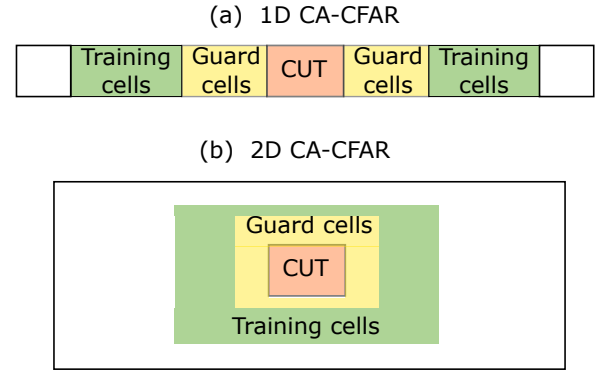 (a) 1D CA-CFAR
Training cells
Guard cells
CUT
Guard cells
Training cells
(b) 2D CA-CFAR
Guard cells
CUT
Training cells